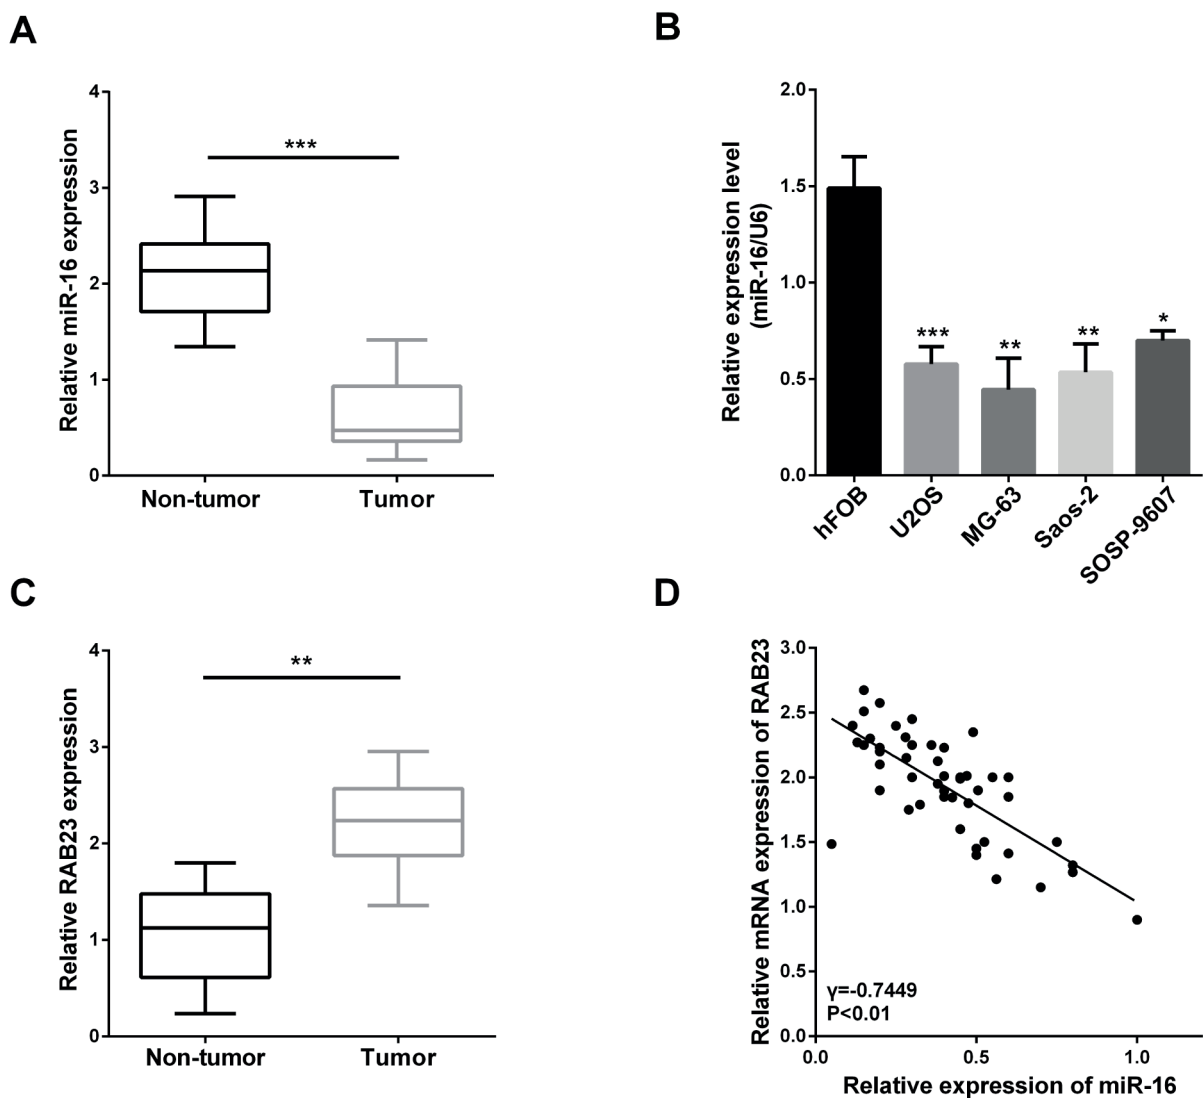 A
Relative miR-16 expression
4
3
2
1
0
***
Non-tumor
Tumor
B
Relative expression level
(miR-16/U6)
2.0
1.5
1.0
0.5
0.0
***
**
**
*
hFOB
U2OS
MG-63
Saos-2
SOSP-9607
C
Relative RAB23 expression
4
3
2
1
0
**
Non-tumor
Tumor
D
Relative mRNA expression of RAB23
3.0
2.5
2.0
1.5
1.0
0.5
0.0
γ=-0.7449
P<0.01
0.0
0.5
1.0
Relative expression of miR-16